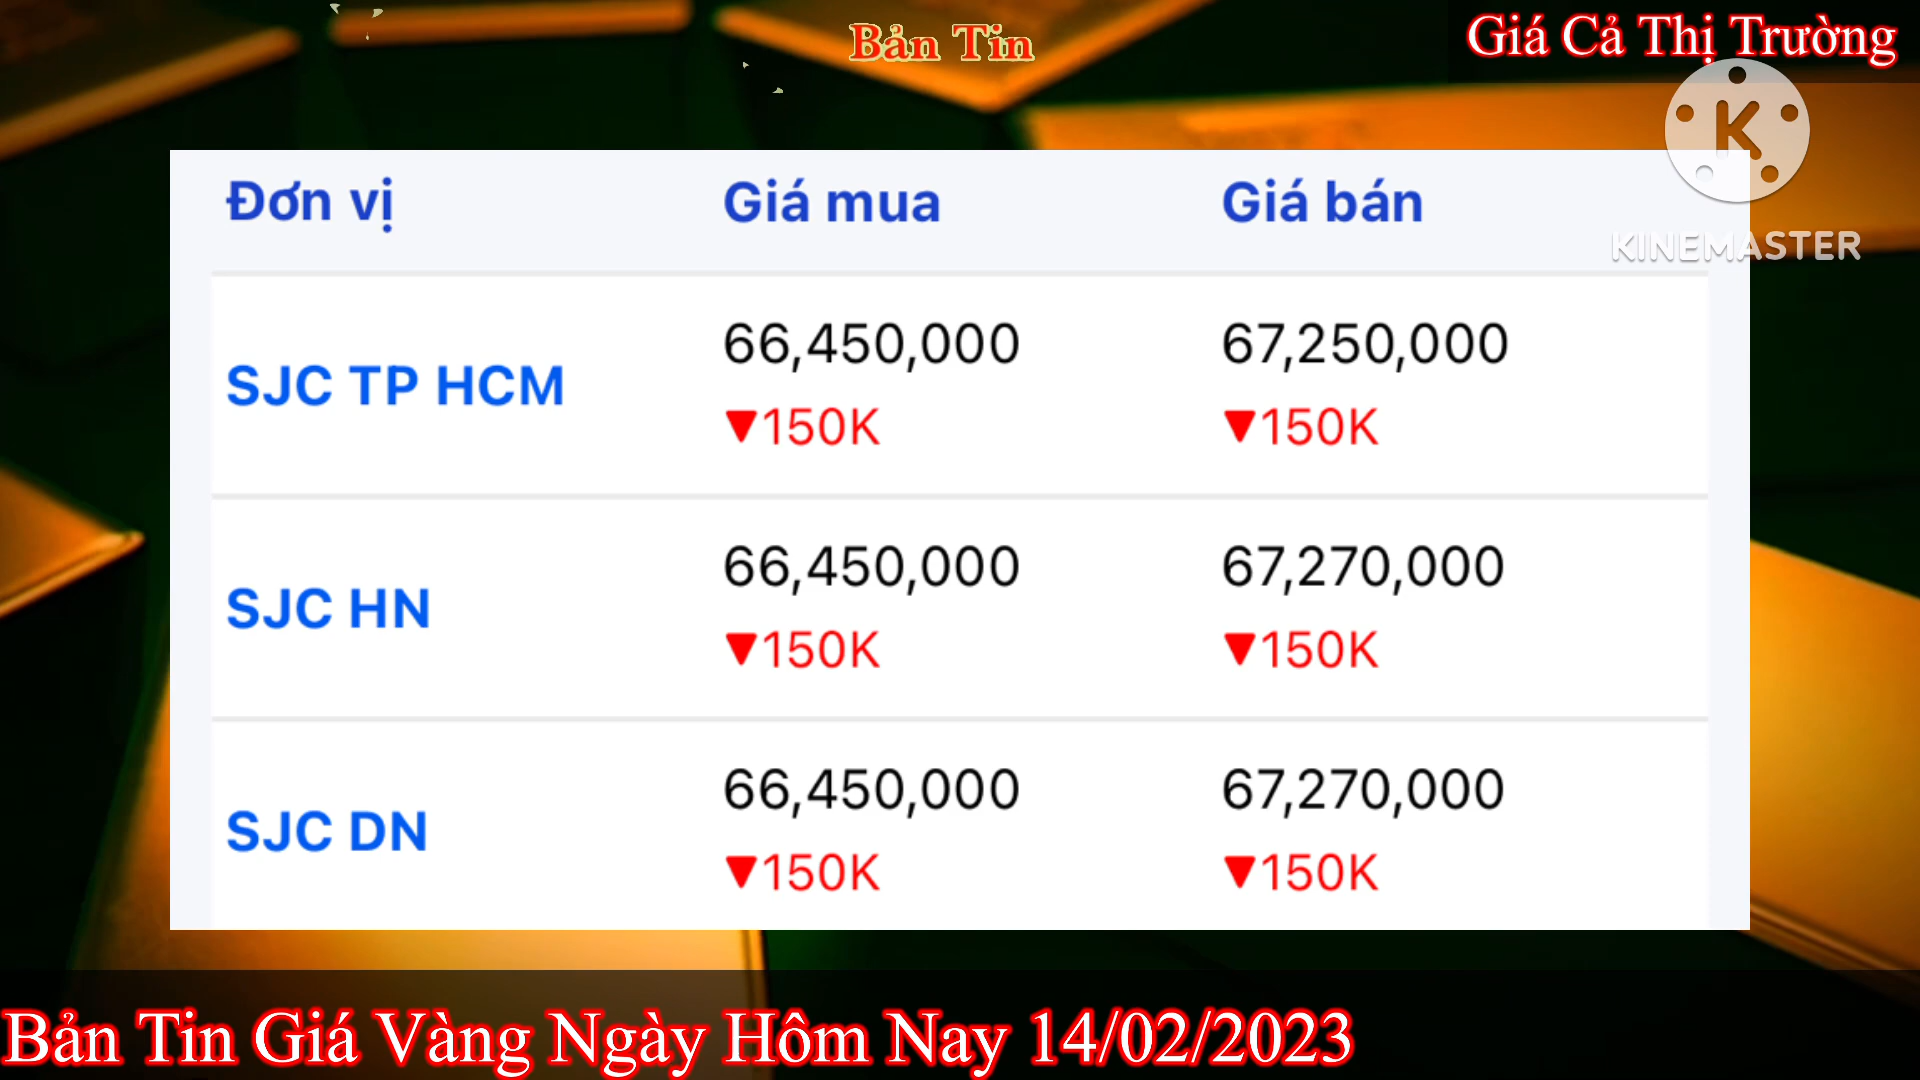 Bản Tin
Giá Cả Thị Trường
K
KINEMASTER
Đơn vị Giá mua Giá bán
SJC TP HCM 66,450,000 67,250,000
▼150K ▼150K
SJC HN 66,450,000 67,270,000
▼150K ▼150K
SJC DN 66,450,000 67,270,000
▼150K ▼150K
Bản Tin Giá Vàng Ngày Hôm Nay 14/02/2023